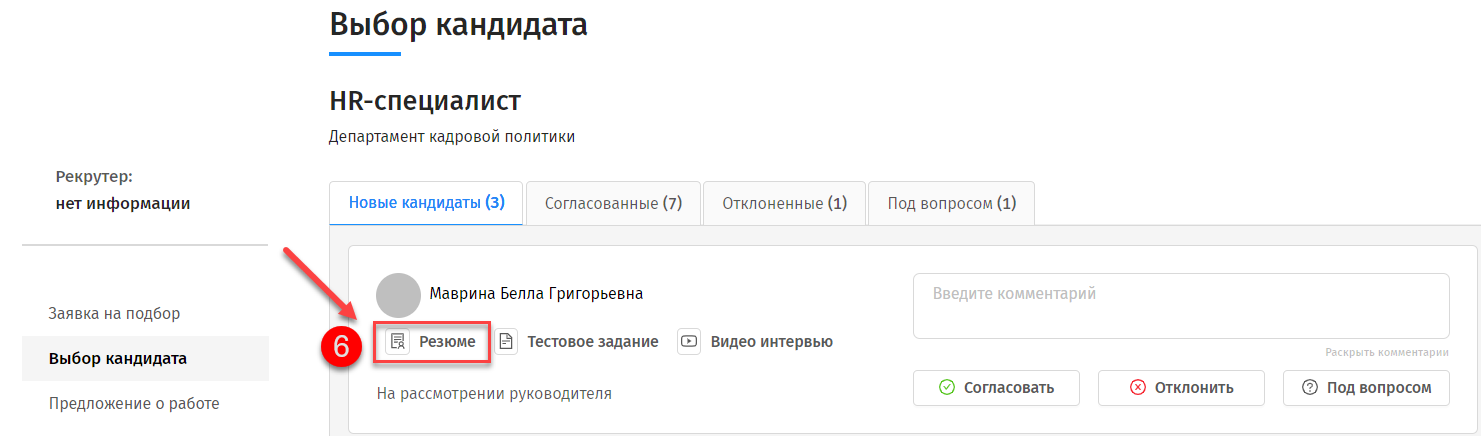 Выбор кандидата
HR-специалист
Департамент кадровой политики
Рекрутер:
нет информации
Заявка на подбор
Выбор кандидата
Предложение о работе
Новые кандидаты (3)
Согласованные (7)
Отклоненные (1)
Под вопросом (1)
Маврина Белла Григорьевна
6
Резюме
Тестовое задание
Видео интервью
На рассмотрении руководителя
Введите комментарий
Раскрыть комментарии
Согласовать
Отклонить
Под вопросом